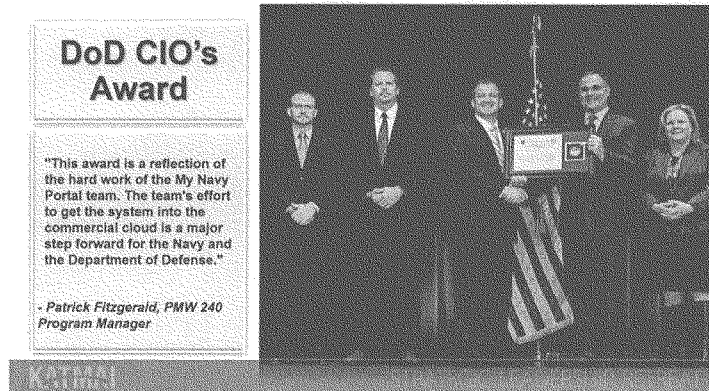 DoD CIO's
Award
"This award is a reflection of
the hard work of the My Navy
Portal team. The team's effort
to get the system into the
commercial cloud is a major
step forward for the Navy and
the Department of Defense."
- Patrick Fitzgerald, PMW 240
Program Manager
KATMAI